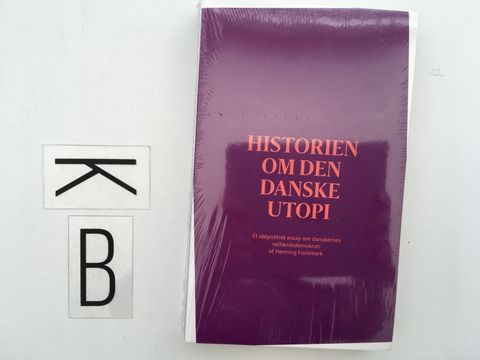 K
B
HISTORIEN
OM DEN
DANSKE
UTOPI
Et idépolitisk essay om danskernes
velfærdsdemokrati
af Henning Fonsmark